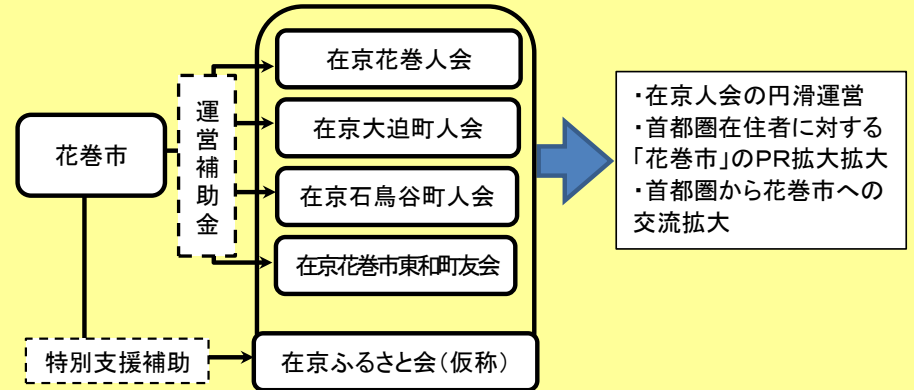 花巻市
運営補助金
在京花巻人会
在京大迫町人会
在京石鳥谷町人会
在京花巻市東和町友会
特別支援補助
在京ふるさと会(仮称)
・在京人会の円滑運営
・首都圏在住者に対する
「花巻市」のPR拡大拡大
・首都圏から花巻市への
交流拡大